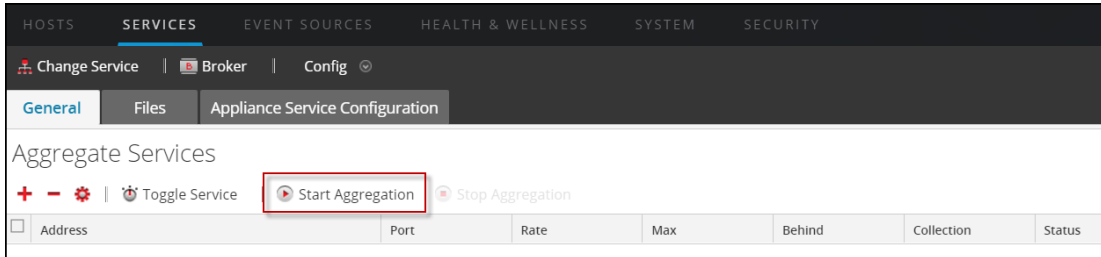 HOSTS SERVICES EVENT SOURCES HEALTH & WELLNESS SYSTEM SECURITY
Change Service | B Broker | Config
General Files Appliance Service Configuration
Aggregate Services
Toggle Service | Start Aggregation Stop Aggregation
Address Port Rate Max Behind Collection Status